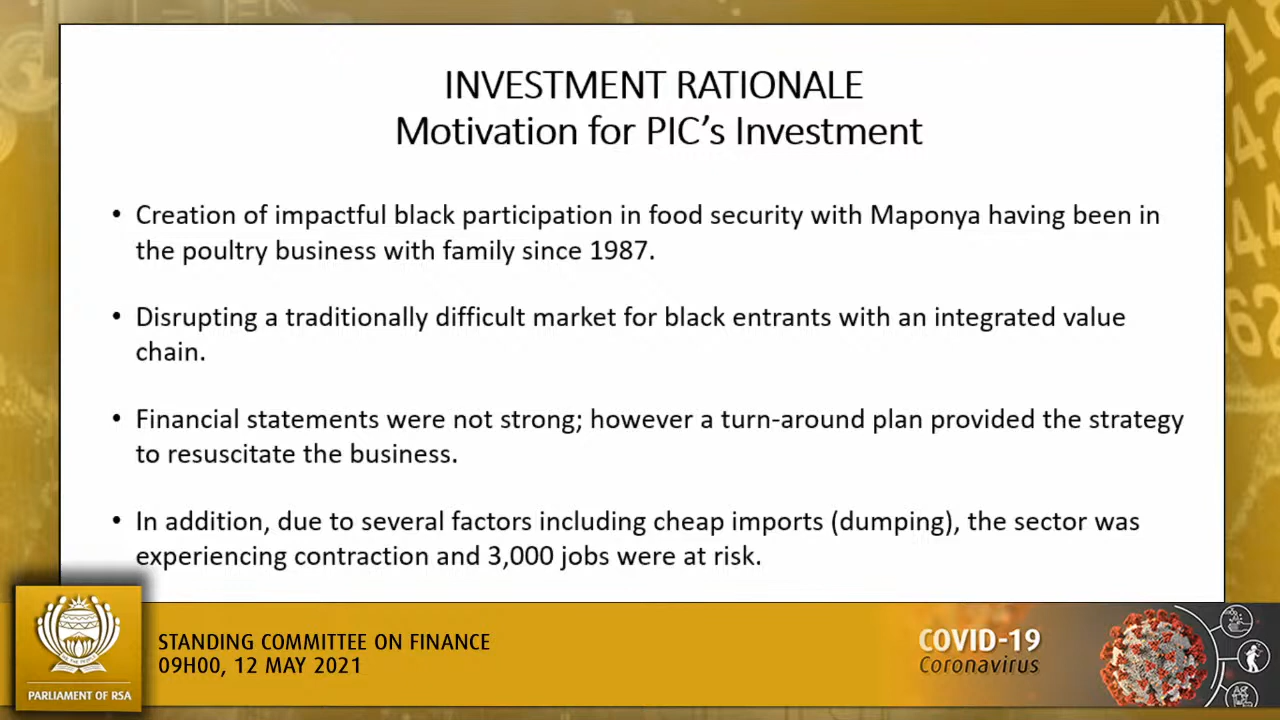 INVESTMENT RATIONALE
Motivation for PIC's Investment
• Creation of impactful black participation in food security with Maponya having been in
the poultry business with family since 1987.
• Disrupting a traditionally difficult market for black entrants with an integrated value
chain.
• Financial statements were not strong; however a turn-around plan provided the strategy
to resuscitate the business.
• In addition, due to several factors including cheap imports (dumping), the sector was
experiencing contraction and 3,000 jobs were at risk.
STANDING COMMITTEE ON FINANCE
09H00, 12 MAY 2021
PARLIAMENT OF RSA
COVID-19
Coronavirus